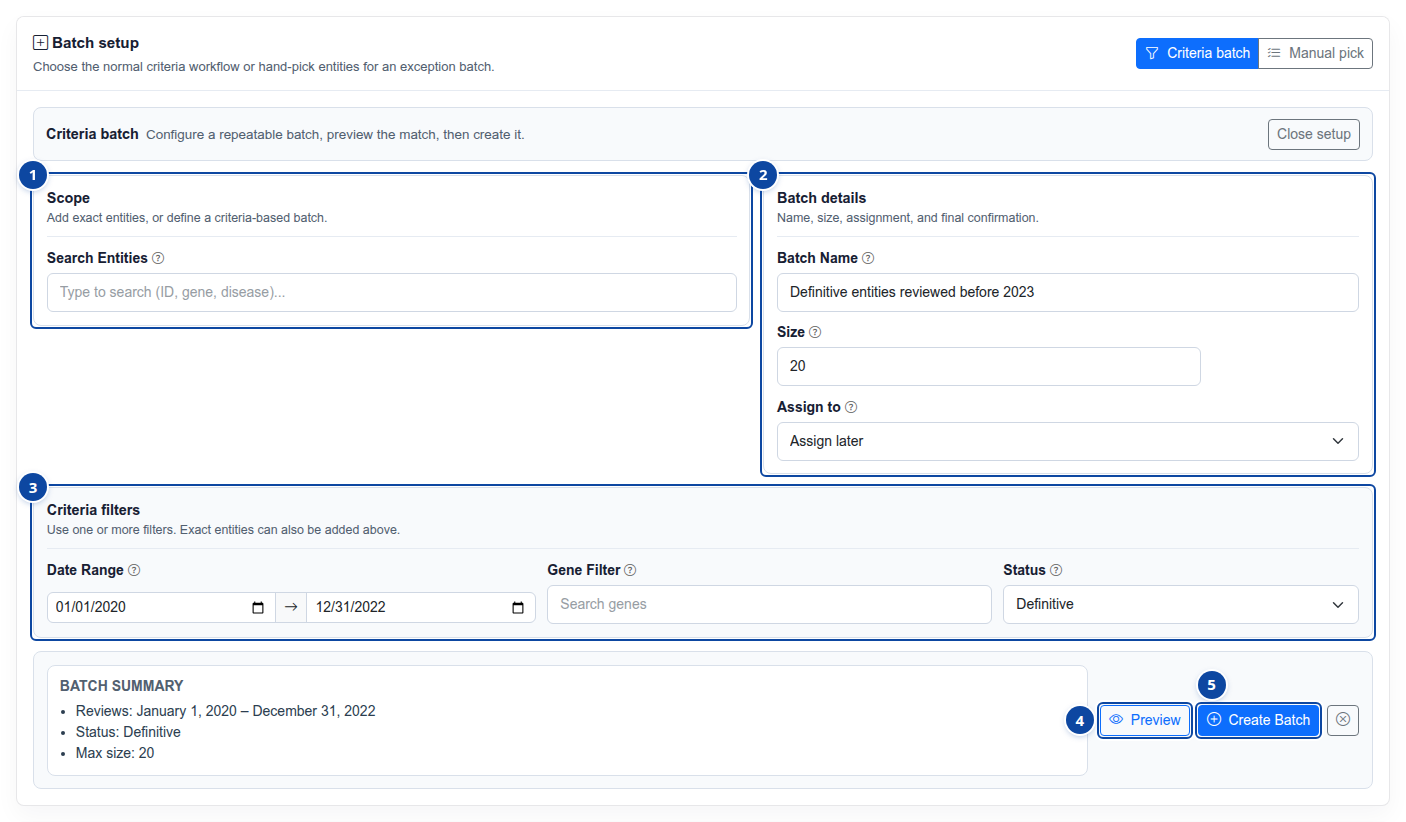 Batch setup
Choose the normal criteria workflow or hand-pick entities for an exception batch.
Criteria batch
Manual pick
Criteria batch Configure a repeatable batch, preview the match, then create it.
Close setup
1
Scope
Add exact entities, or define a criteria-based batch.
Search Entities
Type to search (ID, gene, disease)...
2
Batch details
Name, size, assignment, and final confirmation.
Batch Name
Definitive entities reviewed before 2023
Size
20
Assign to
Assign later
3
Criteria filters
Use one or more filters. Exact entities can also be added above.
Date Range
01/01/2020 → 12/31/2022
Gene Filter
Search genes
Status
Definitive
BATCH SUMMARY
• Reviews: January 1, 2020 – December 31, 2022
• Status: Definitive
• Max size: 20
4
Preview
5
Create Batch